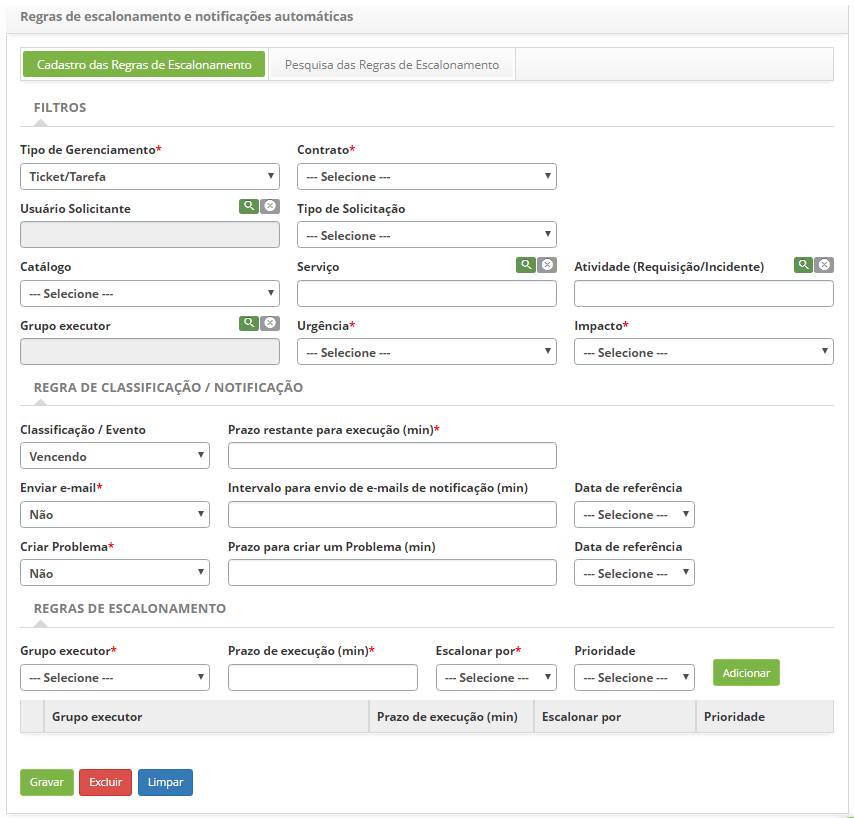 Regras de escalonamento e notificações automáticas
Cadastro das Regras de Escalonamento Pesquisa das Regras de Escalonamento
FILTROS
Tipo de Gerenciamento* Contrato*
Ticket/Tarefa --- Selecione ---
Usuário Solicitante Tipo de Solicitação
--- Selecione ---
Catálogo Serviço Atividade (Requisição/Incidente)
--- Selecione ---
Grupo executor Urgência* Impacto*
--- Selecione --- --- Selecione ---
REGRA DE CLASSIFICAÇÃO / NOTIFICAÇÃO
Classificação / Evento Prazo restante para execução (min)*
Vencendo
Enviar e-mail* Intervalo para envio de e-mails de notificação (min) Data de referência
Não --- Selecione ---
Criar Problema* Prazo para criar um Problema (min) Data de referência
Não --- Selecione ---
REGRAS DE ESCALONAMENTO
Grupo executor* Prazo de execução (min)* Escalonar por* Prioridade
--- Selecione --- --- Selecione --- --- Selecione --- Adicionar
Grupo executor Prazo de execução (min) Escalonar por Prioridade
Gravar Excluir Limpar